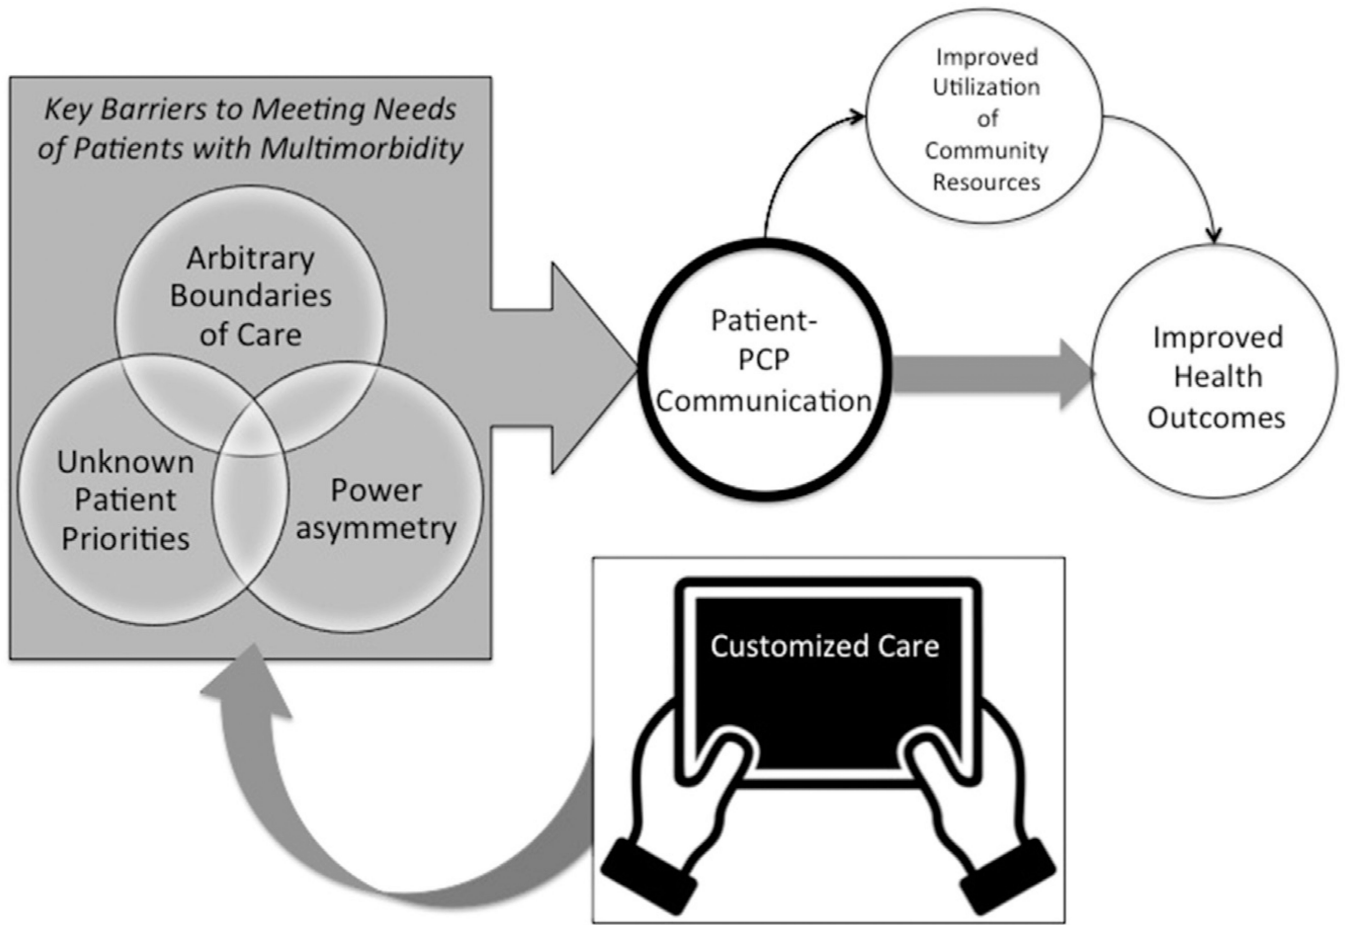 Key Barriers to Meeting Needs
of Patients with Multimorbidity
Arbitrary
Boundaries
of Care
Unknown
Patient
Priorities
Power
asymmetry
Patient-
PCP
Communication
Improved
Utilization
of
Community
Resources
Improved
Health
Outcomes
Customized Care